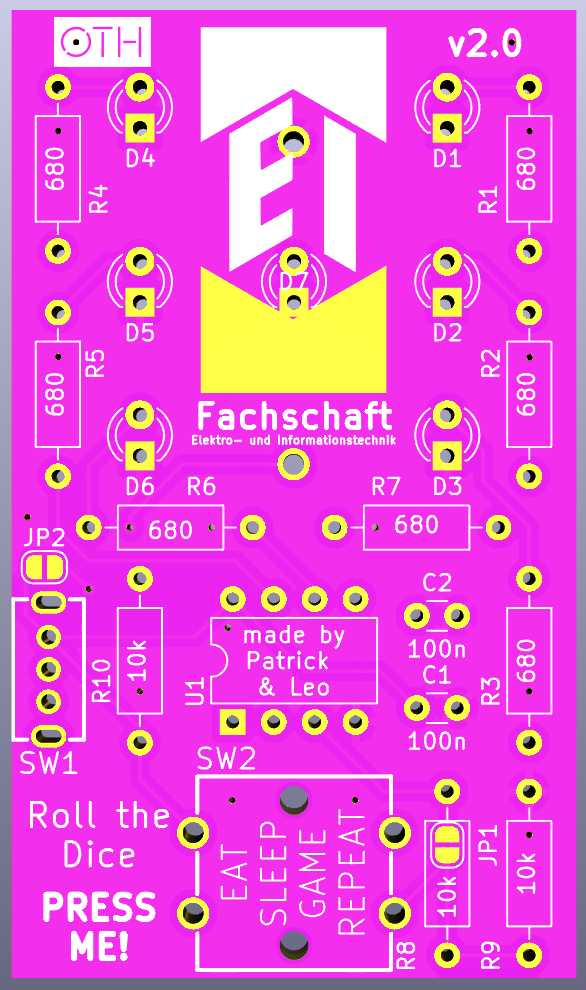 OTH
v2.0
D4
D1
EI
680
R4
R1
680
D7
D5
D2
680
R5
R2
680
Fachschaft
Elektro- und Informationstechnik
D6
R6
R7
D3
680
680
JP2
C2
100n
made by
Patrick
& Leo
U1
R10
10k
C1
100n
R3
680
SW1
SW2
Roll the
Dice
PRESS
ME!
EAT
SLEEP
GAME
REPEAT
JP1
10k
R8
10k
R9